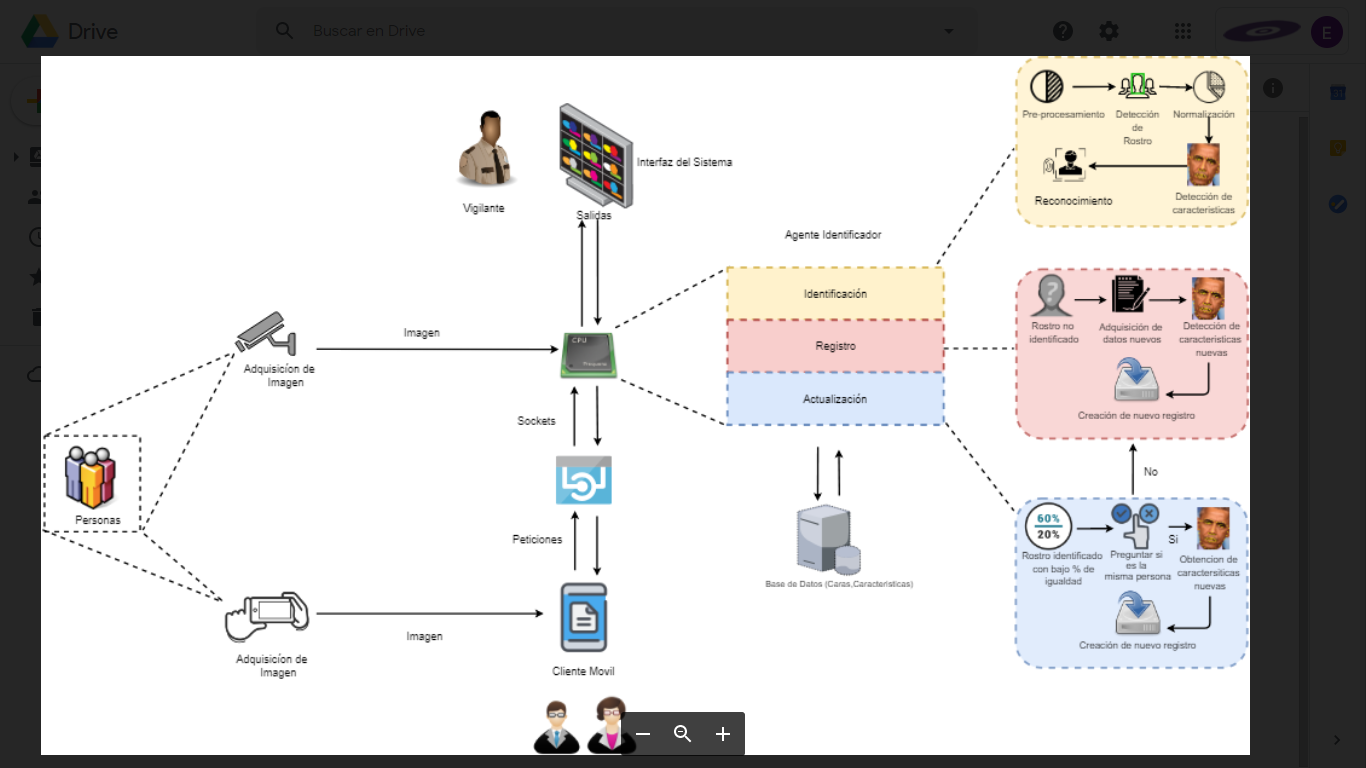 Drive
Buscar en Drive
E
Vigilante
Interfaz del Sistema
Salidas
Agente Identificador
Identificación
Registro
Actualización
Imagen
Adquisicíon de
Imagen
CPU
Sockets
Personas
Peticiones
Imagen
Adquisicíon de
Imagen
Cliente Movil
Base de Datos (Caras,Caracteristicas)
Pre-procesamiento
Detección
de
Rostro
Normalización
Reconocimiento
Detección de
caracteristicas
?
Rostro no
identificado
Adquisición de
datos nuevos
Detección de
caracteristicas
nuevas
Creación de nuevo registro
No
60%
20%
Rostro identificado
con bajo % de
igualdad
Preguntar si
es la
misma persona
Si
Obtencion de
caractersiticas
nuevas
Creación de nuevo registro